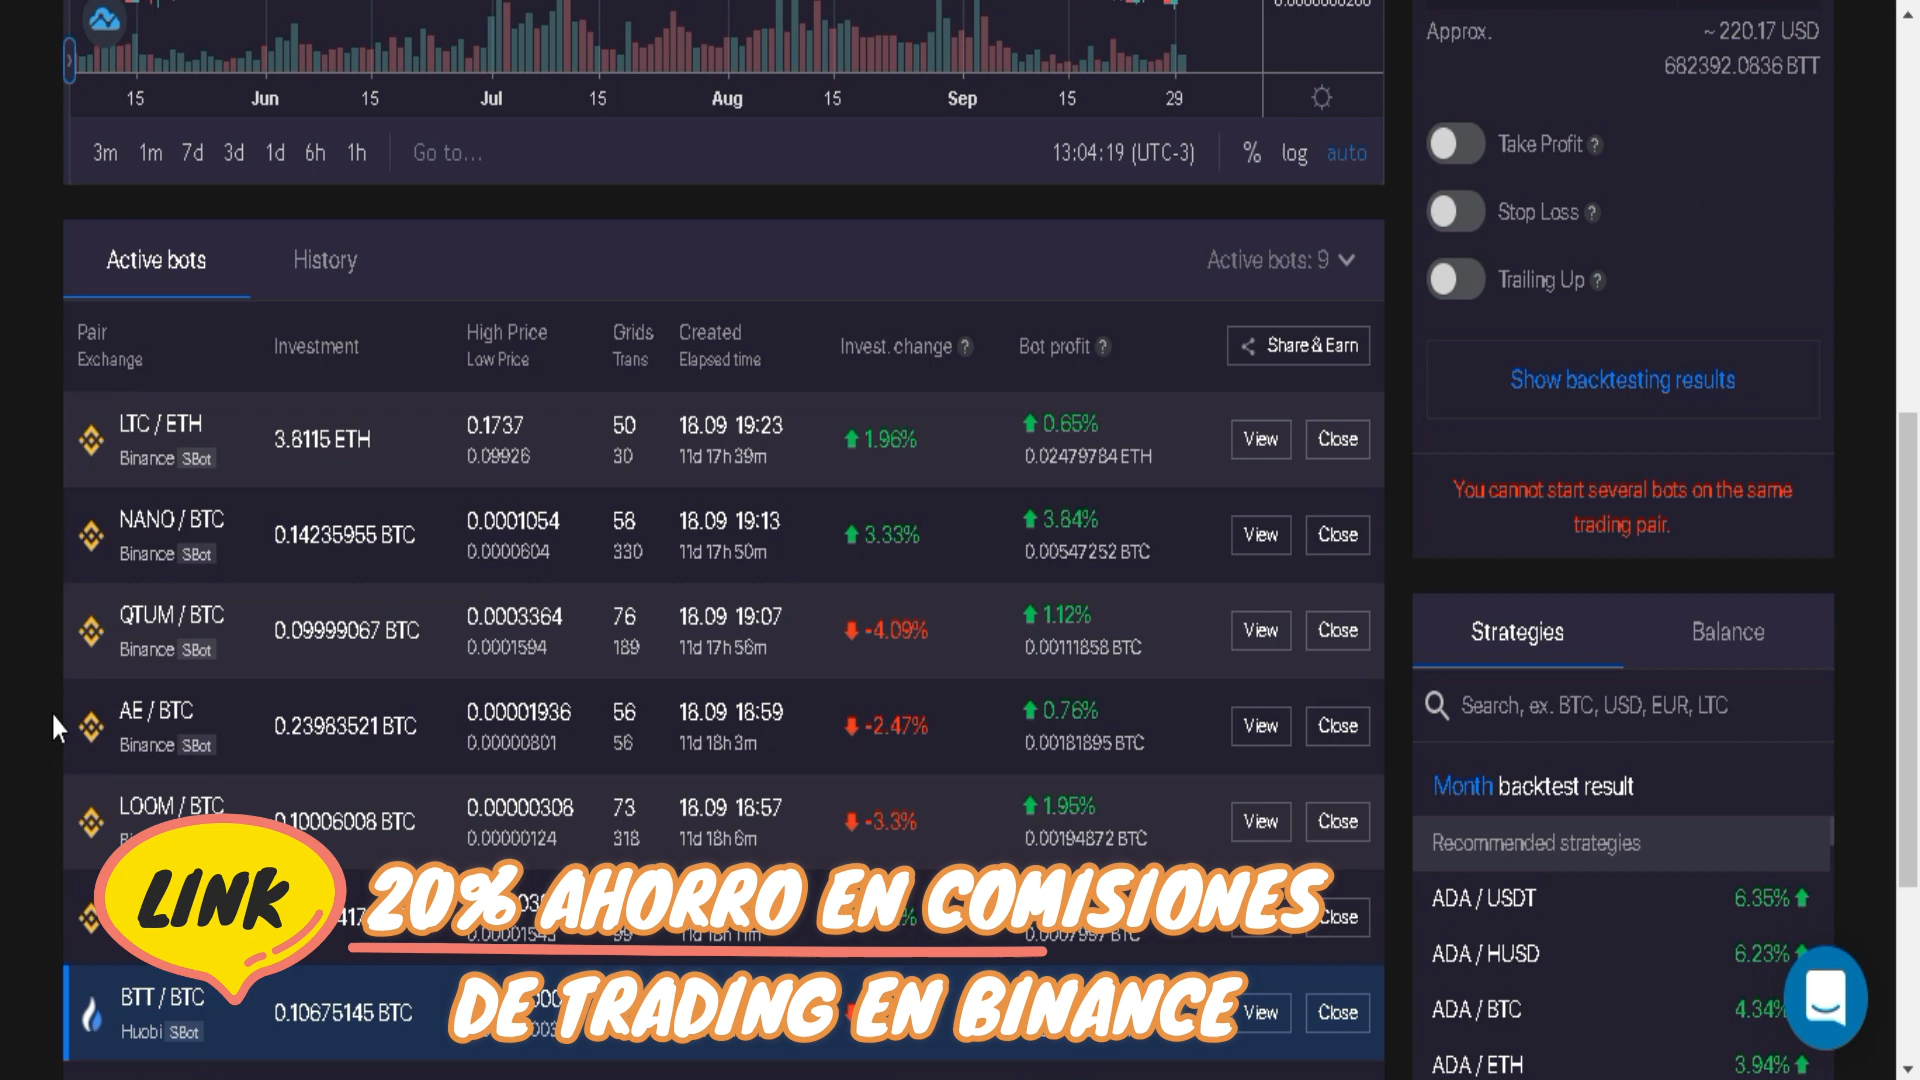 0.0000000200
15 Jun 15 Jul 15 Aug 15 Sep 15 29
3m 1m 7d 3d 1d 6h 1h Go to... 13:04:19 (UTC-3) % log auto
Approx. ~ 220.17 USD
682392.0836 BTT
Take Profit ?
Stop Loss ?
Trailing Up ?
Show backtesting results
You cannot start several bots on the same
trading pair.
Active bots History Active bots: 9
Pair Investment High Price Grids Created Invest. change ? Bot profit ? Share & Earn
Exchange Low Price Trans Elapsed time
LTC / ETH 3.8115 ETH 0.1737 50 18.09 19:23 1.96% 0.65% View Close
Binance SBot 0.09926 30 11d 17h 39m 0.02479784 ETH
NANO / BTC 0.14235955 BTC 0.0001054 58 18.09 19:13 3.33% 3.84% View Close
Binance SBot 0.0000604 330 11d 17h 50m 0.00547252 BTC
QTUM / BTC 0.09999067 BTC 0.0003364 76 18.09 19:07 -4.09% 1.12% View Close
Binance SBot 0.0001594 189 11d 17h 56m 0.00111858 BTC
AE / BTC 0.23983521 BTC 0.00001936 56 18.09 18:59 -2.47% 0.76% View Close
Binance SBot 0.00000801 56 11d 18h 3m 0.00181895 BTC
LOOM / BTC 0.10006008 BTC 0.00000308 73 18.09 18:57 -3.3% 1.95% View Close
0.00000124 318 11d 18h 6m 0.00194872 BTC
Close
BTT / BTC 0.10675145 BTC View Close
Huobi SBot
LINK
20% AHORRO EN COMISIONES
DE TRADING EN BINANCE
Strategies Balance
Search, ex. BTC, USD, EUR, LTC
Month backtest result
Recommended strategies
ADA / USDT 6.35%
ADA / HUSD 6.23%
ADA / BTC 4.34%
ADA / ETH 3.94%